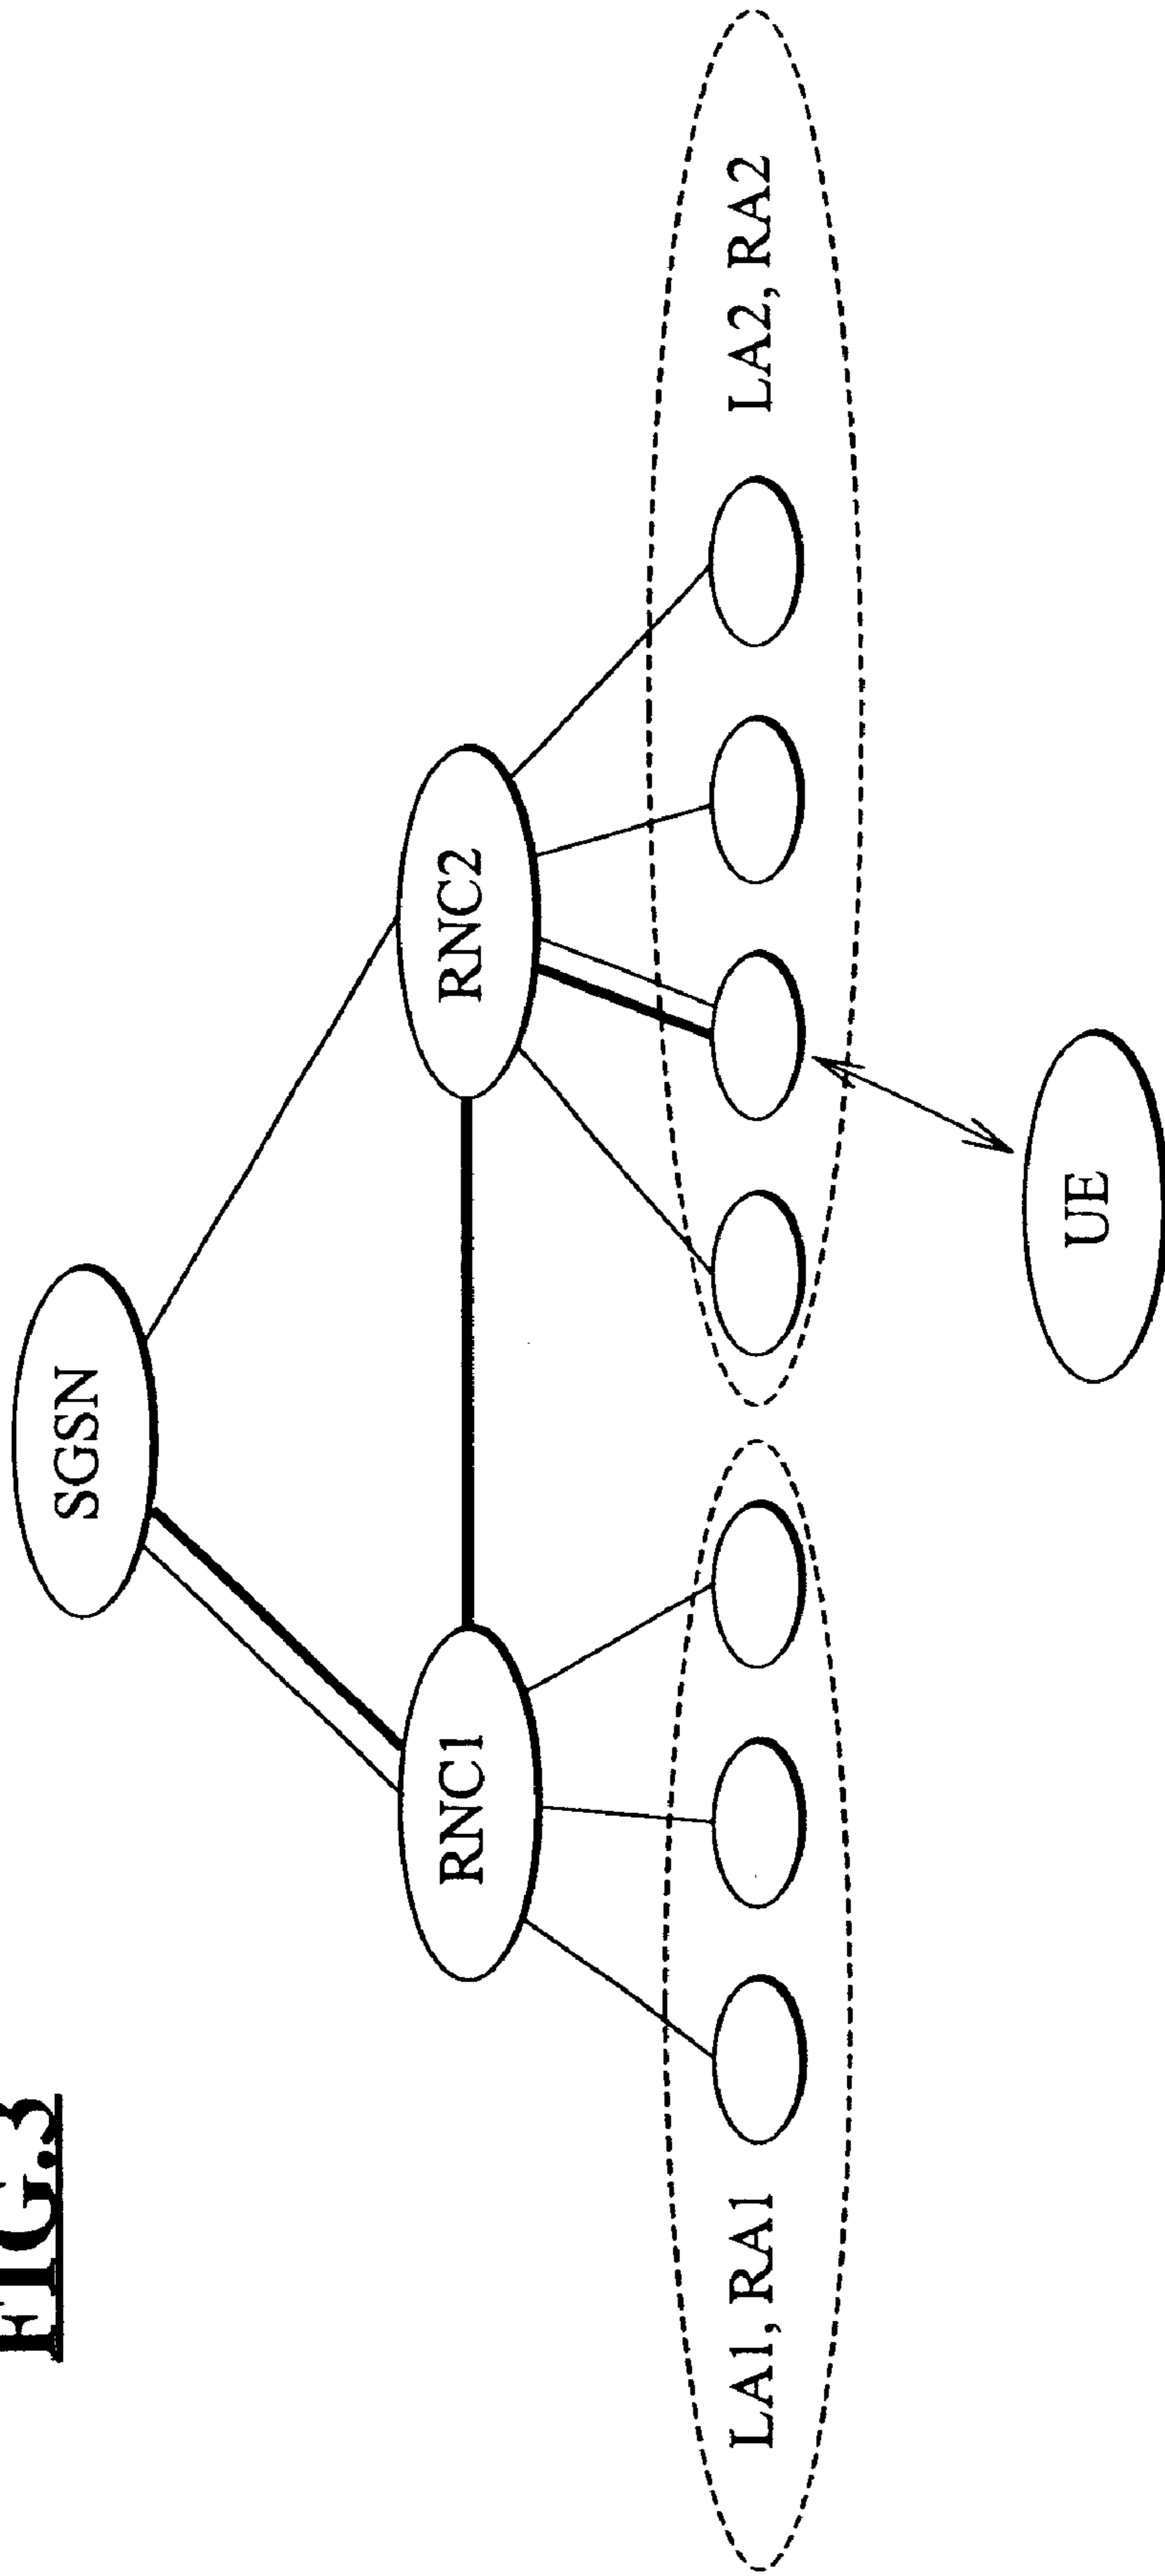 FIG.3
SGSN
RNC1
RNC2
LA1, RA1
LA2, RA2
UE